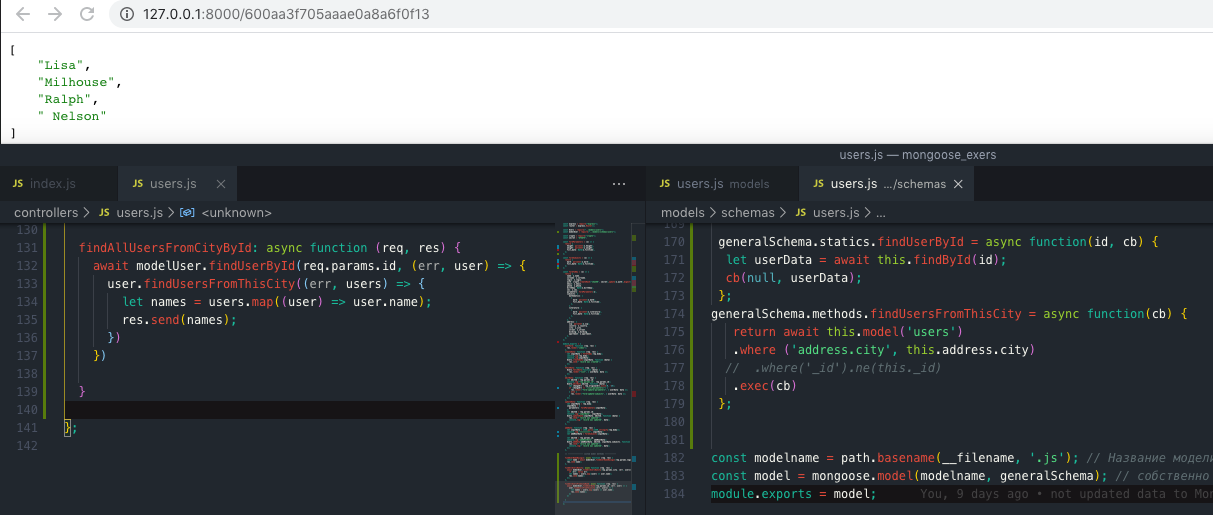 127.0.0.1:8000/600aa3f705aaae0a8a6f0f13
[
"Lisa",
"Milhouse",
"Ralph",
" Nelson"
]
users.js — mongoose_exers
JS index.js
JS users.js ×
...
controllers > JS users.js > <unknown>
130
131 findAllUsersFromCityById: async function (req, res) {
132 await modelUser.findUserById(req.params.id, (err, user) => {
133 user.findUsersFromThisCity((err, users) => {
134 let names = users.map((user) => user.name);
135 res.send(names);
136 })
137 })
138
139 }
140
141 };
142
JS users.js models
JS users.js .../schemas ×
models > schemas > JS users.js > ...
169
170 generalSchema.statics.findUserById = async function(id, cb) {
171 let userData = await this.findById(id);
172 cb(null, userData);
173 };
174 generalSchema.methods.findUsersFromThisCity = async function(cb) {
175 return await this.model('users')
176 .where ('address.city', this.address.city)
177 // .where('_id').ne(this._id)
178 .exec(cb)
179 };
180
181
182 const modelname = path.basename(__filename, '.js'); // Название модели
183 const model = mongoose.model(modelname, generalSchema); // собственно
184 module.exports = model; You, 9 days ago • not updated data to Mon